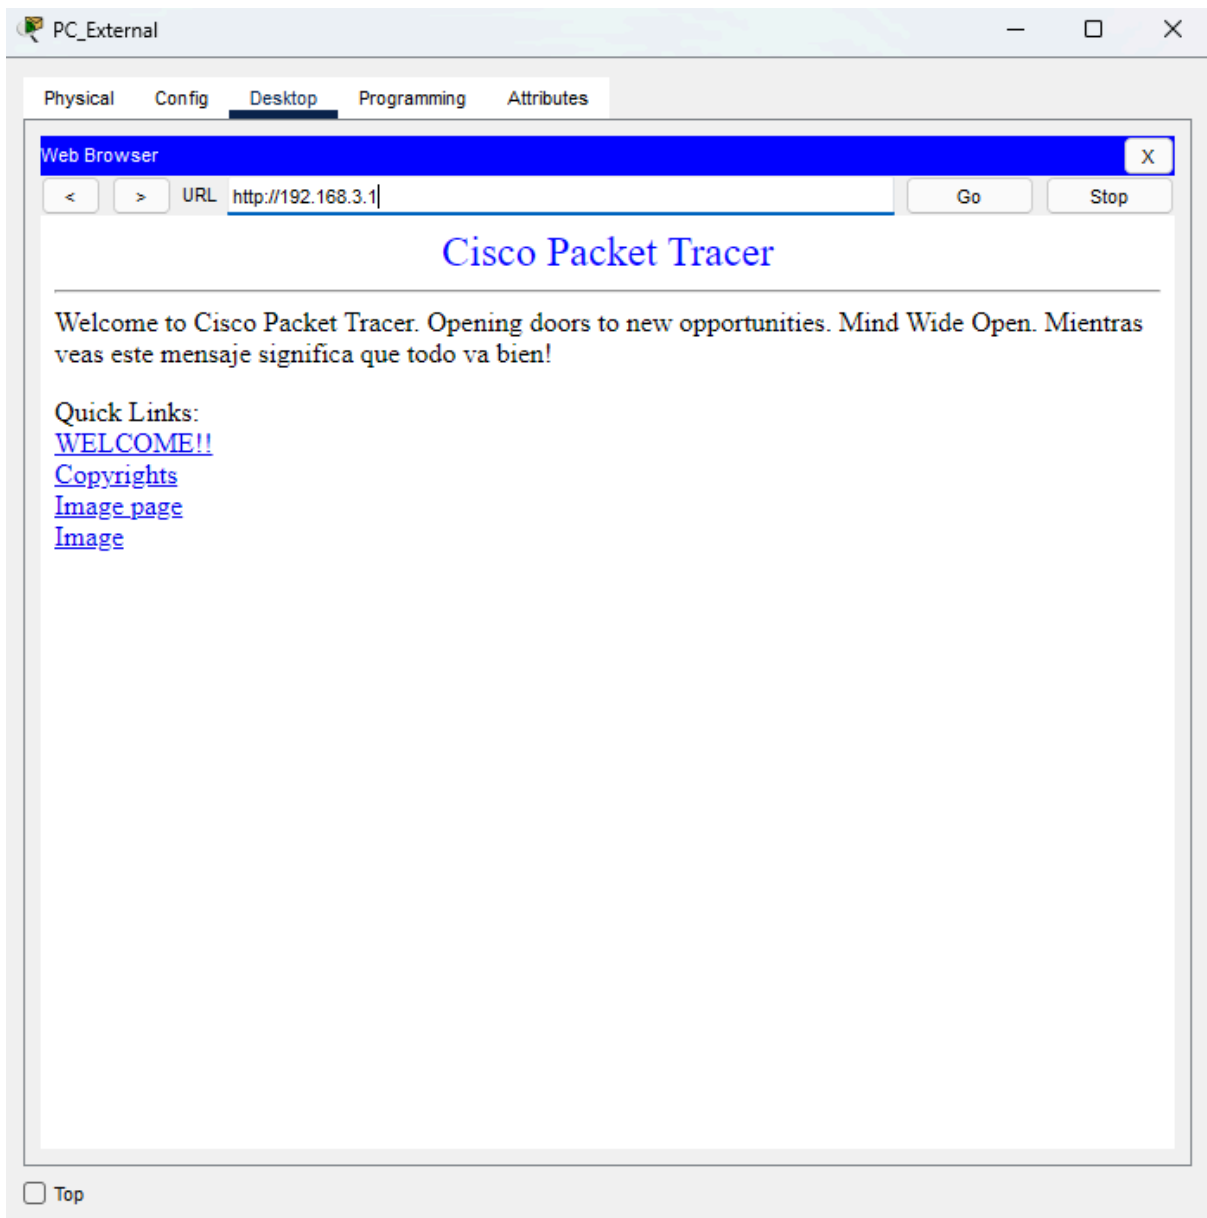 PC_External
Physical Config Desktop Programming Attributes
Web Browser X
< > URL http://192.168.3.1 Go Stop
Cisco Packet Tracer
Welcome to Cisco Packet Tracer. Opening doors to new opportunities. Mind Wide Open. Mientras
veas este mensaje significa que todo va bien!
Quick Links:
WELCOME!!
Copyrights
Image page
Image
Top